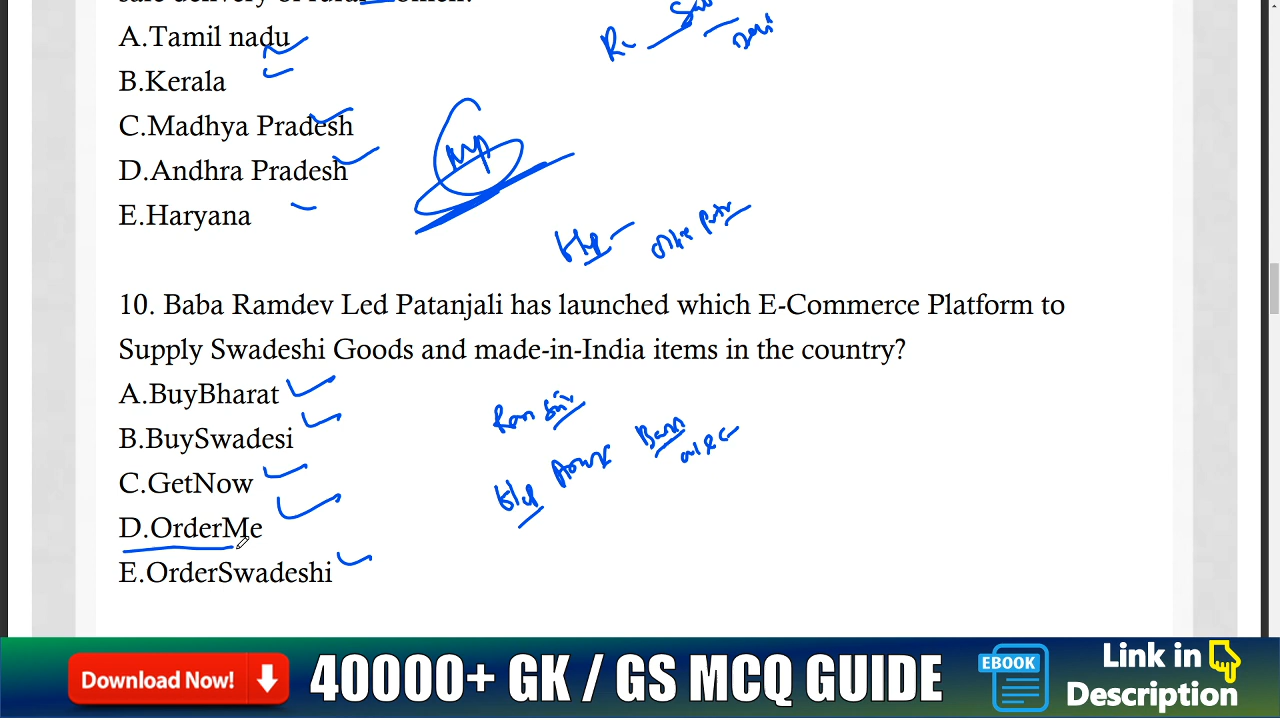 A.Tamil nadu
B.Kerala
C.Madhya Pradesh
D.Andhra Pradesh
E.Haryana
MP
10. Baba Ramdev Led Patanjali has launched which E-Commerce Platform to
Supply Swadeshi Goods and made-in-India items in the country?
A.BuyBharat
B.BuySwadesi
C.GetNow
D.OrderMe
E.OrderSwadeshi
Download Now!
40000+ GK / GS MCQ GUIDE
EBOOK
Link in
Description